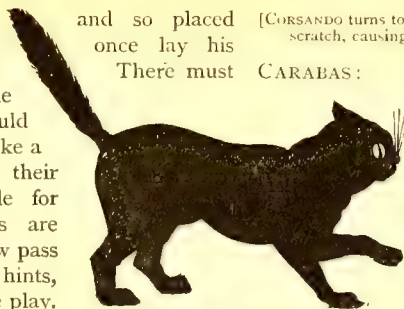 and so placed
once lay his
There must
uld
ke a
their
le for
s are
w pass
hints,
e play.
[CORSANDO turns to
scratch, causing
CARABAS :